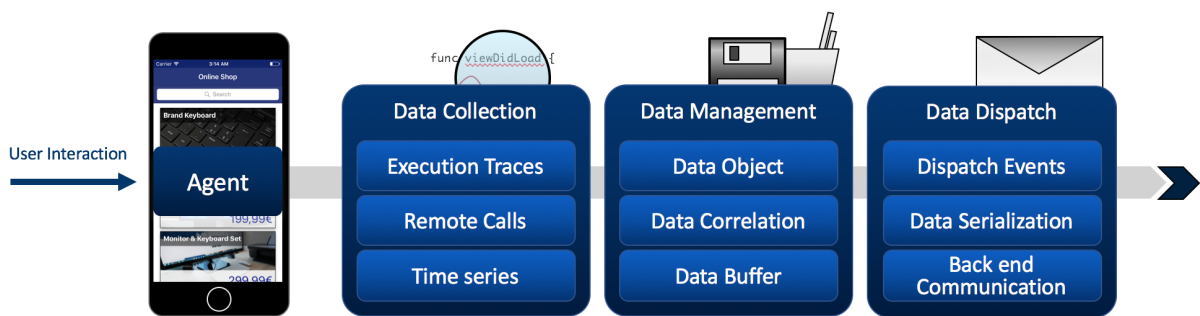 User Interaction
Carrier
3:14 AM
Online Shop
Search
Brand Keyboard
Agent
199,99€
Monitor & Keyboard Set
299,99€
func viewDidLoad {
Data Collection
Execution Traces
Remote Calls
Time series
Data Management
Data Object
Data Correlation
Data Buffer
Data Dispatch
Dispatch Events
Data Serialization
Back end
Communication